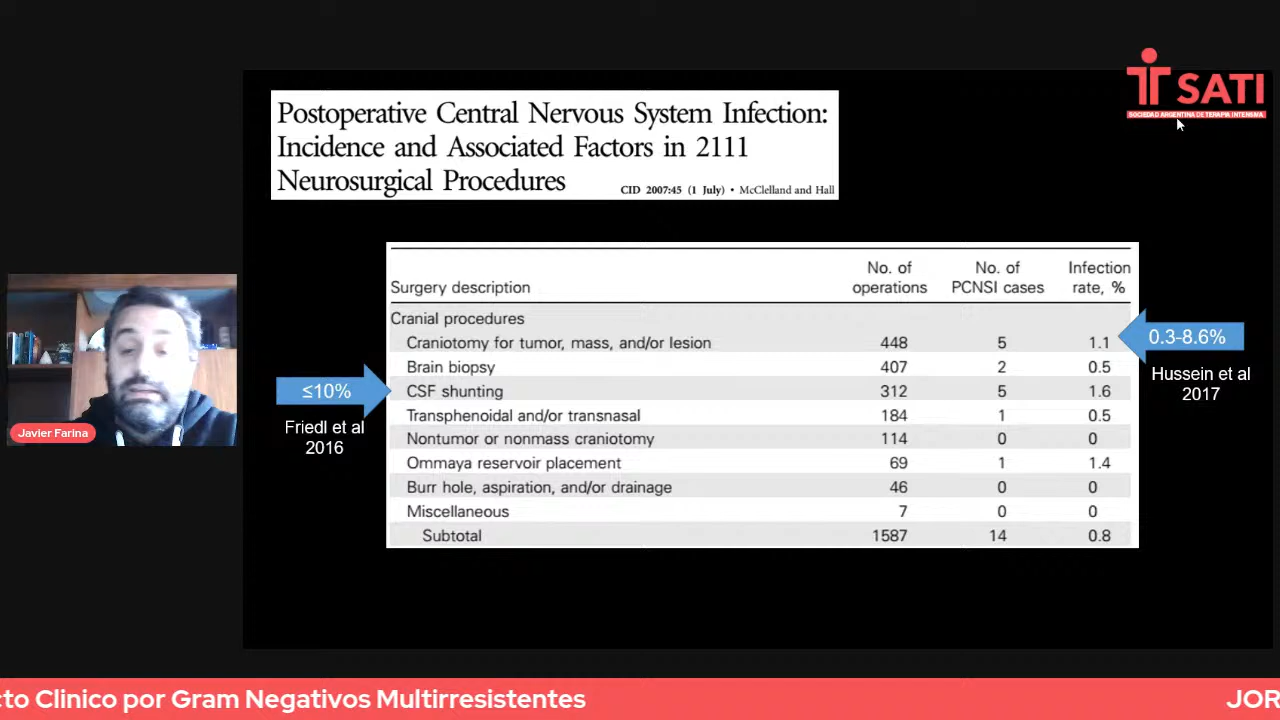 SATI
SOCIEDAD ARGENTINA DE TERAPIA INTENSIVA
Postoperative Central Nervous System Infection:
Incidence and Associated Factors in 2111
Neurosurgical Procedures
CID 2007:45 (1 July) • McClelland and Hall
Surgery description No. of operations No. of PCNSI cases Infection rate, %
Cranial procedures
Craniotomy for tumor, mass, and/or lesion 448 5 1.1
Brain biopsy 407 2 0.5
CSF shunting 312 5 1.6
Transphenoidal and/or transnasal 184 1 0.5
Nontumor or nonmass craniotomy 114 0 0
Ommaya reservoir placement 69 1 1.4
Burr hole, aspiration, and/or drainage 46 0 0
Miscellaneous 7 0 0
Subtotal 1587 14 0.8
0.3-8.6%
Hussein et al
2017
≤10%
Friedl et al
2016
Javier Farina
cto Clinico por Gram Negativos Multirresistentes
JOR